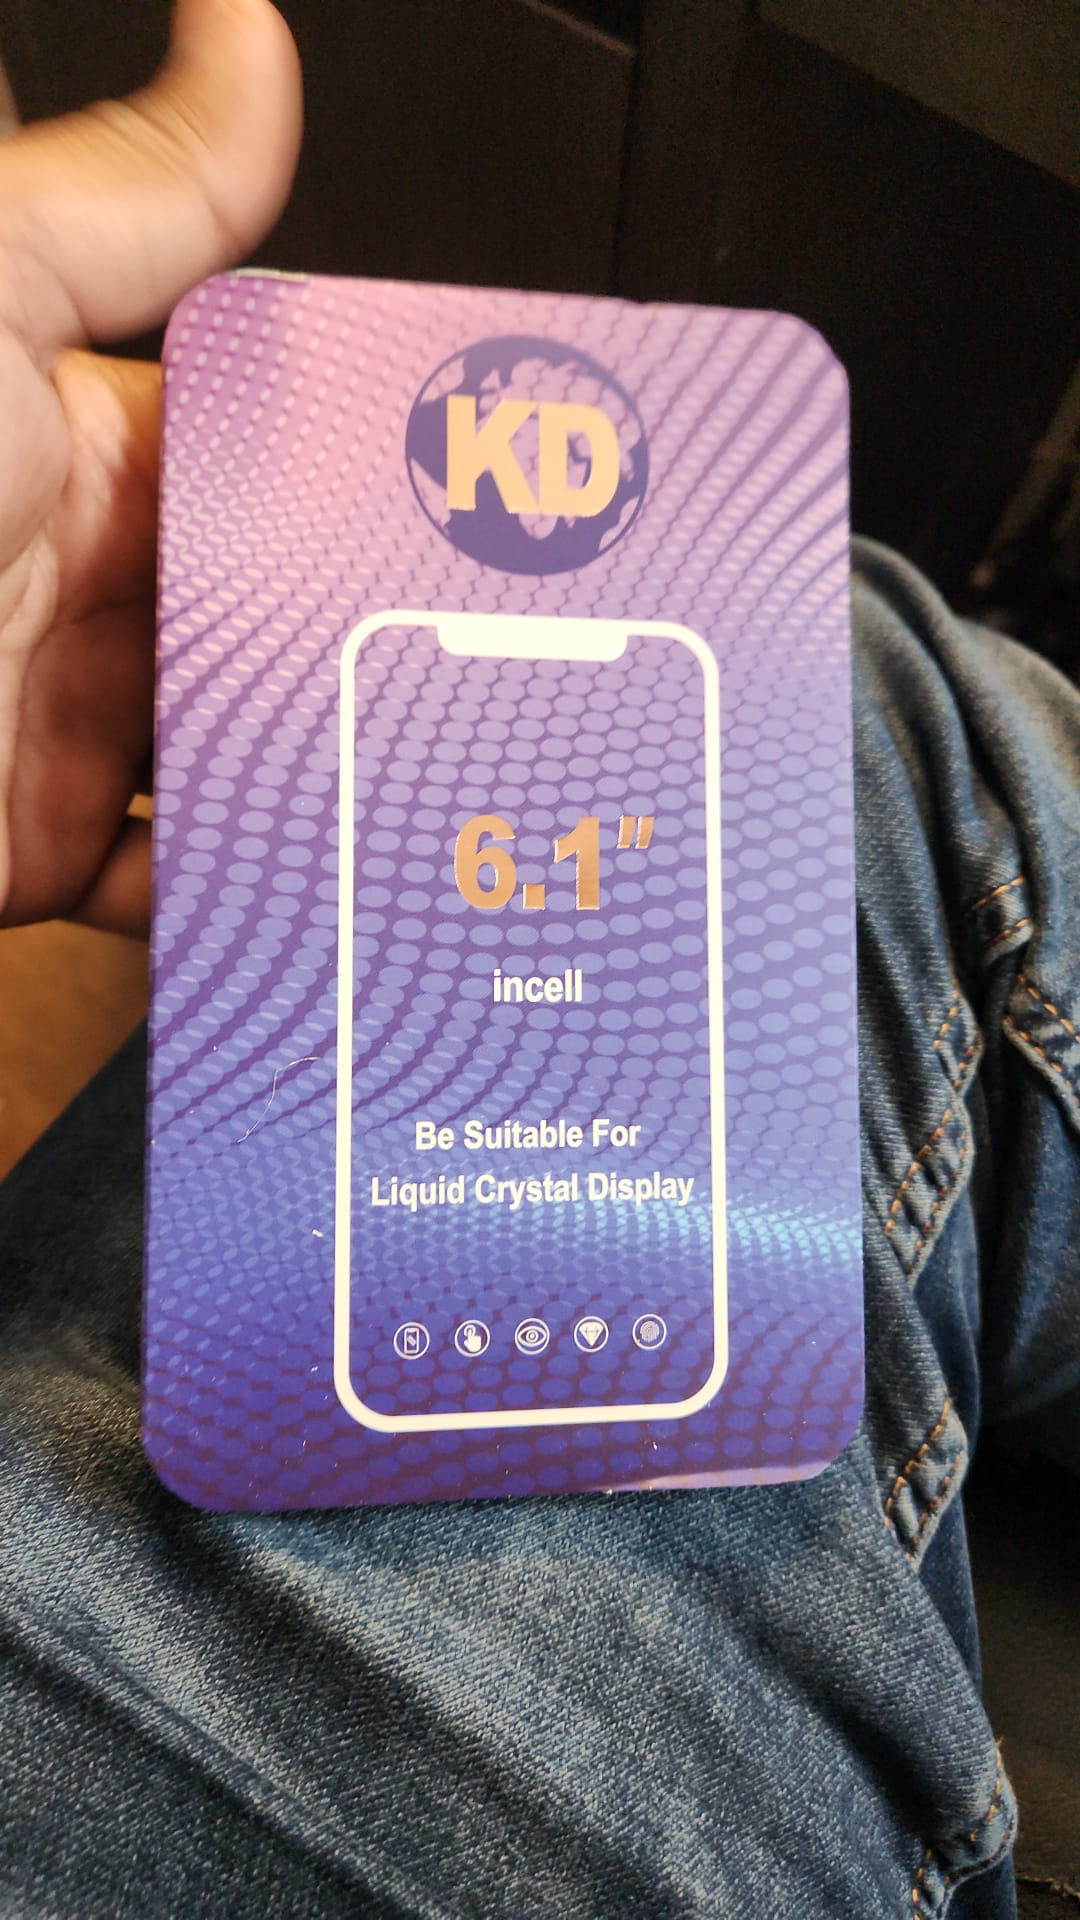 KD
6.1"
incell
Be Suitable For
Liquid Crystal Display